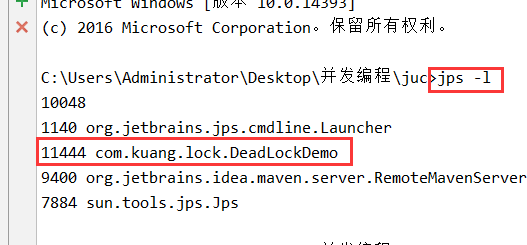 Microsoft Windows [版本 10.0.14393]
(c) 2016 Microsoft Corporation。保留所有权利。
C:\Users\Administrator\Desktop\并发编程\juc>jps -l
10048
1140 org.jetbrains.jps.cmdline.Launcher
11444 com.kuang.lock.DeadLockDemo
9400 org.jetbrains.idea.maven.server.RemoteMavenServer
7884 sun.tools.jps.Jps